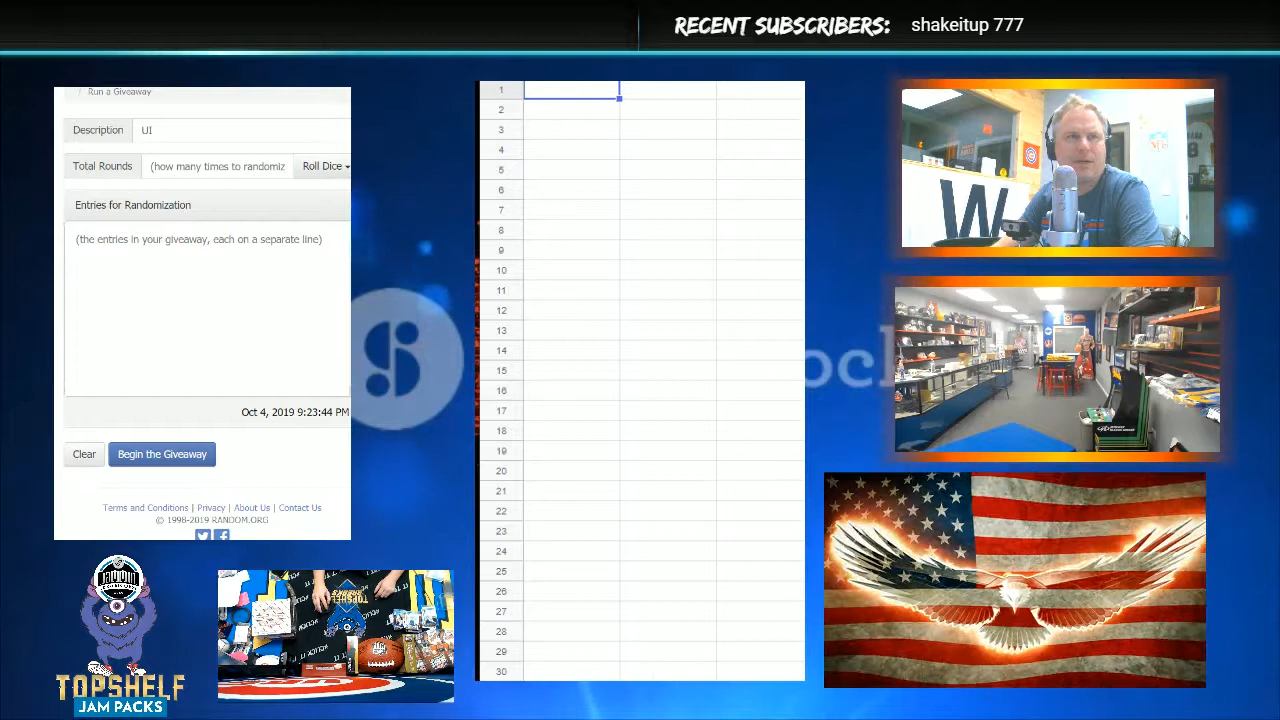 RECENT SUBSCRIBERS: shakeitup 777
/ Run a Giveaway
Description UI
Total Rounds (how many times to randomiz Roll Dice
Entries for Randomization
(the entries in your giveaway, each on a separate line)
Oct 4, 2019 9:23:44 PM
Clear Begin the Giveaway
Terms and Conditions | Privacy | About Us | Contact Us
© 1998-2019 RANDOM.ORG
1
2
3
4
5
6
7
8
9
10
11
12
13
14
15
16
17
18
19
20
21
22
23
24
25
26
27
28
29
30
W
TOPSHELF
JAM PACKS
TOPSHELF